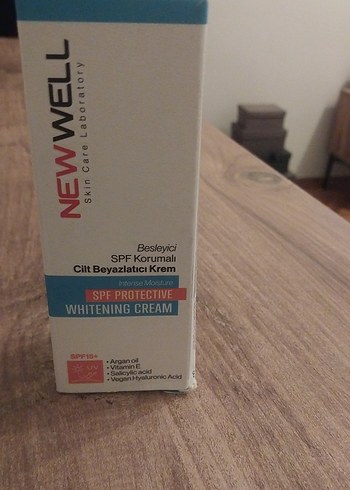 NEWWELL
Skin Care Laboratory
Besleyici
SPF Korumalı
Cilt Beyazlatıcı Krem
Intense Moisture
SPF PROTECTIVE
WHITENING CREAM
SPF15+
• Argan oil
• Vitamin E
• Salicylic acid
• Vegan Hyaluronic Acid